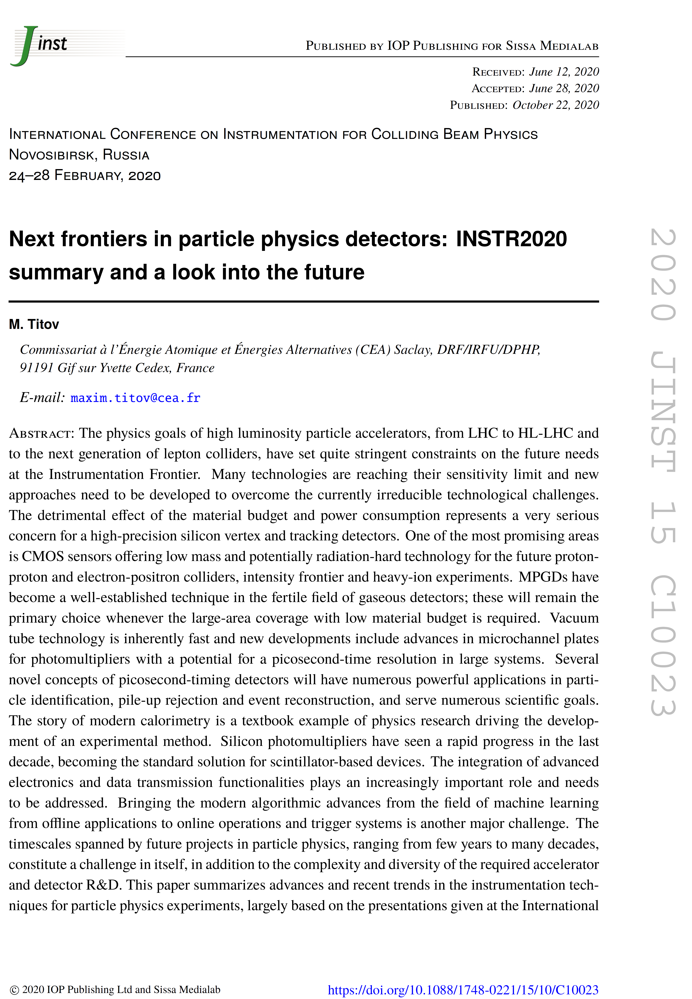 Jinst
Published by IOP Publishing for Sissa Medialab
Received: June 12, 2020
Accepted: June 28, 2020
Published: October 22, 2020
International Conference on Instrumentation for Colliding Beam Physics
Novosibirsk, Russia
24–28 February, 2020
Next frontiers in particle physics detectors: INSTR2020
summary and a look into the future
M. Titov
Commissariat à l'Énergie Atomique et Énergies Alternatives (CEA) Saclay, DRF/IRFU/DPHP,
91191 Gif sur Yvette Cedex, France
E-mail: maxim.titov@cea.fr
Abstract: The physics goals of high luminosity particle accelerators, from LHC to HL-LHC and
to the next generation of lepton colliders, have set quite stringent constraints on the future needs
at the Instrumentation Frontier. Many technologies are reaching their sensitivity limit and new
approaches need to be developed to overcome the currently irreducible technological challenges.
The detrimental effect of the material budget and power consumption represents a very serious
concern for a high-precision silicon vertex and tracking detectors. One of the most promising areas
is CMOS sensors offering low mass and potentially radiation-hard technology for the future proton-
proton and electron-positron colliders, intensity frontier and heavy-ion experiments. MPGDs have
become a well-established technique in the fertile field of gaseous detectors; these will remain the
primary choice whenever the large-area coverage with low material budget is required. Vacuum
tube technology is inherently fast and new developments include advances in microchannel plates
for photomultipliers with a potential for a picosecond-time resolution in large systems. Several
novel concepts of picosecond-timing detectors will have numerous powerful applications in parti-
cle identification, pile-up rejection and event reconstruction, and serve numerous scientific goals.
The story of modern calorimetry is a textbook example of physics research driving the develop-
ment of an experimental method. Silicon photomultipliers have seen a rapid progress in the last
decade, becoming the standard solution for scintillator-based devices. The integration of advanced
electronics and data transmission functionalities plays an increasingly important role and needs
to be addressed. Bringing the modern algorithmic advances from the field of machine learning
from offline applications to online operations and trigger systems is another major challenge. The
timescales spanned by future projects in particle physics, ranging from few years to many decades,
constitute a challenge in itself, in addition to the complexity and diversity of the required accelerator
and detector R&D. This paper summarizes advances and recent trends in the instrumentation tech-
niques for particle physics experiments, largely based on the presentations given at the International
© 2020 IOP Publishing Ltd and Sissa Medialab
https://doi.org/10.1088/1748-0221/15/10/C10023
2020 JINST 15 C10023